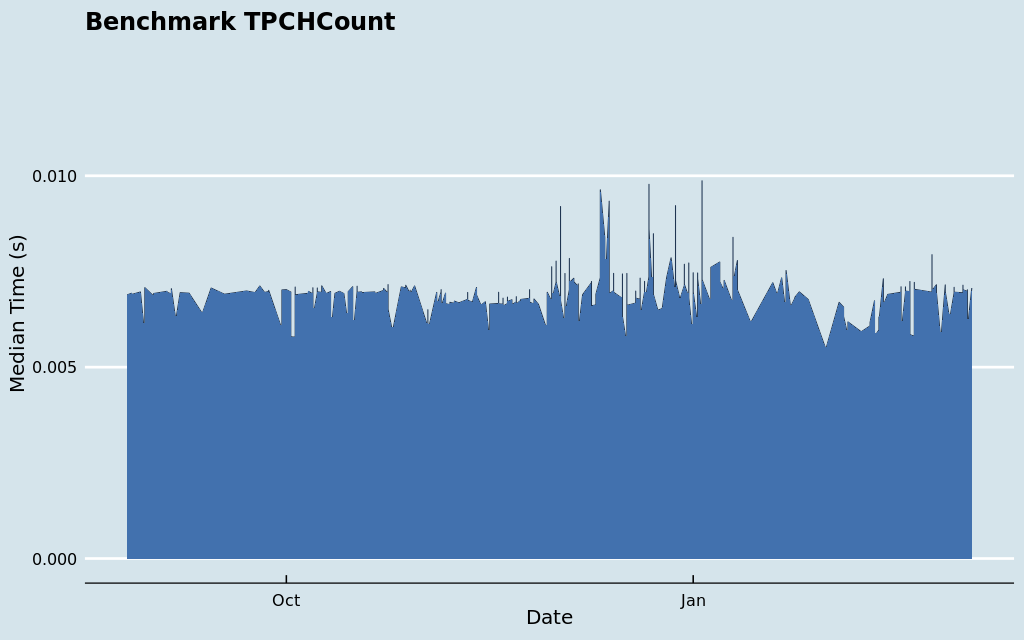 Benchmark TPCHCount
0.010
0.005
0.000
Median Time (s)
Oct
Jan
Date